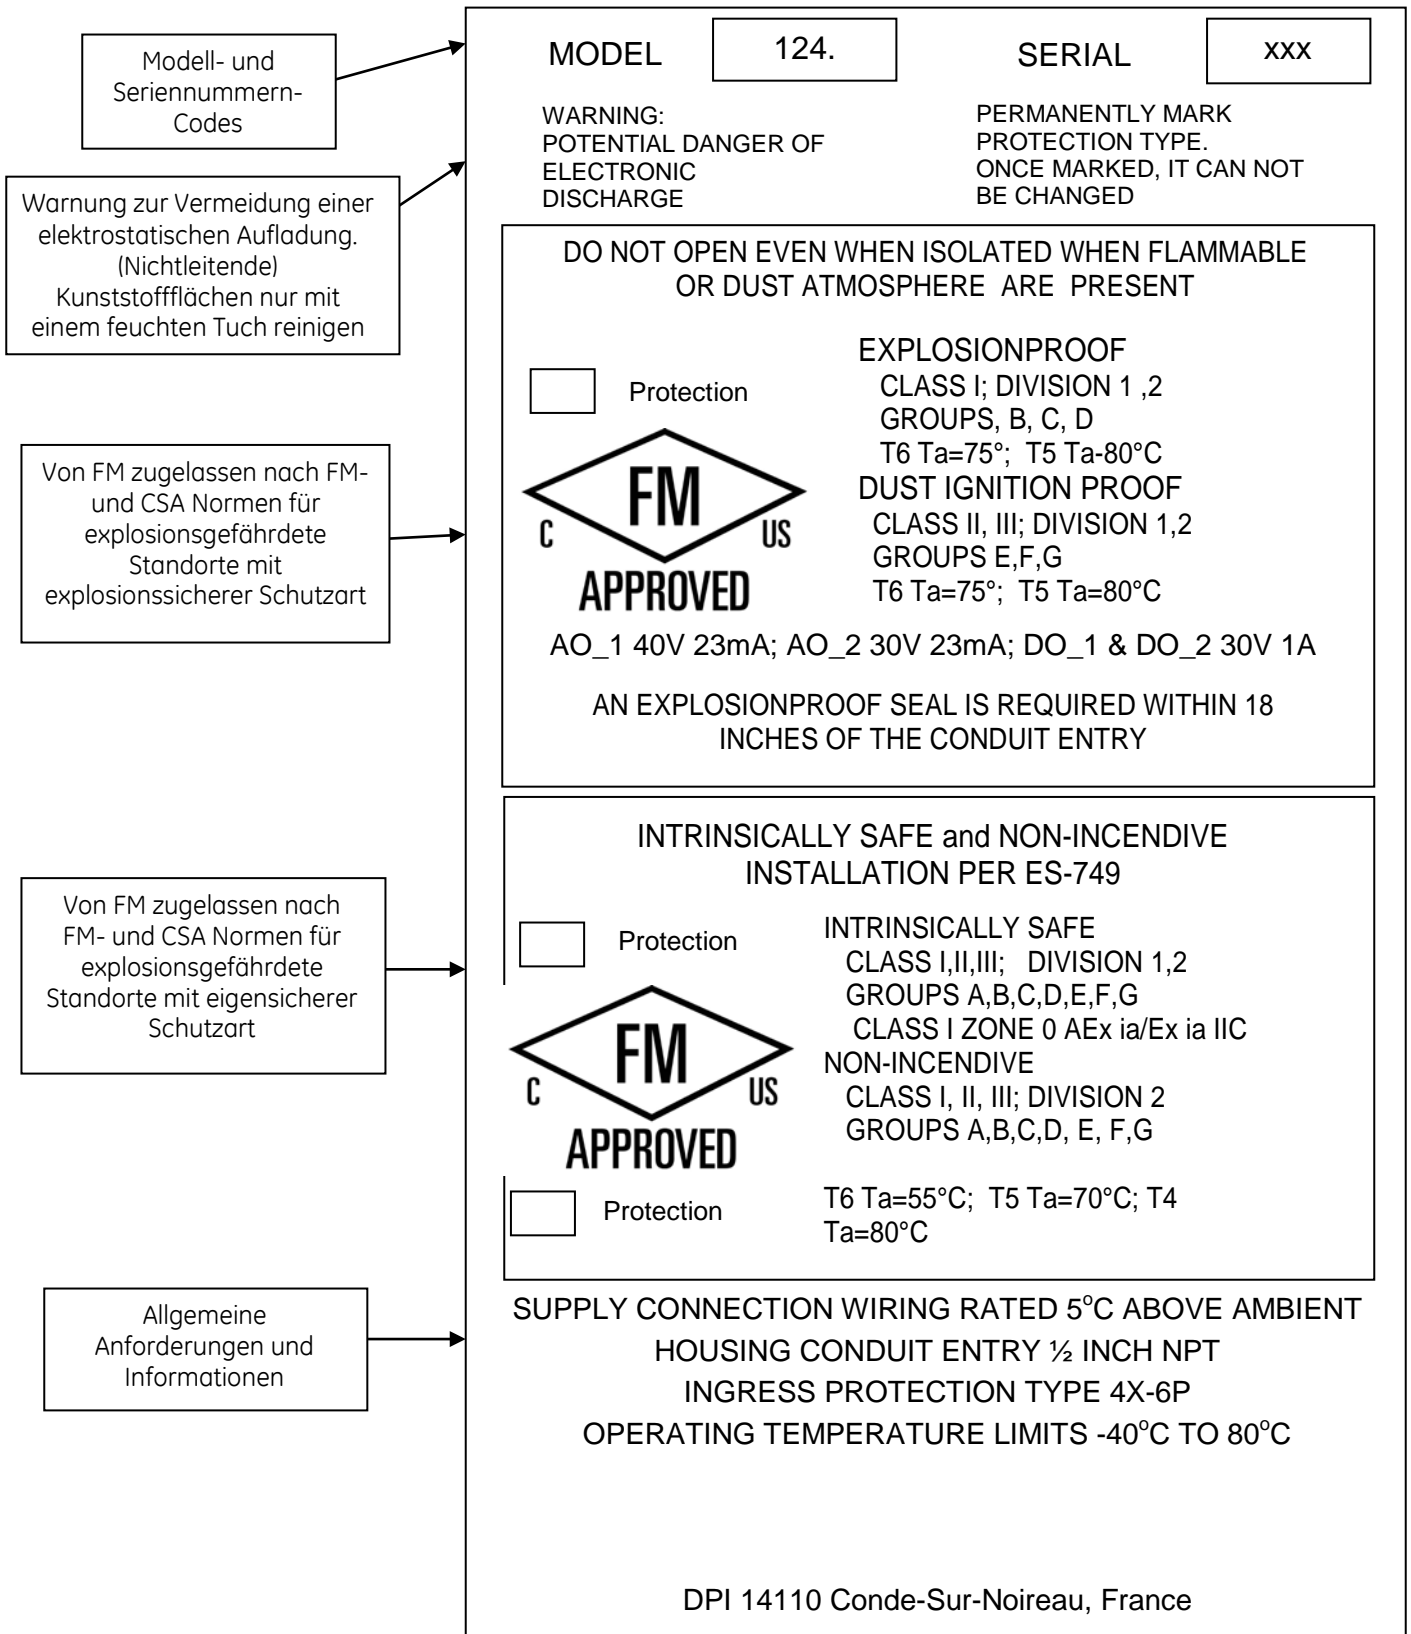 Modell- und
Seriennummern-
Codes
Warnung zur Vermeidung einer
elektrostatischen Aufladung.
(Nichtleitende)
Kunststoffflächen nur mit
einem feuchten Tuch reinigen
Von FM zugelassen nach FM-
und CSA Normen für
explosionsgefährdete
Standorte mit
explosionssicherer Schutzart
Von FM zugelassen nach
FM- und CSA Normen für
explosionsgefährdete
Standorte mit eigensicherer
Schutzart
Allgemeine
Anforderungen und
Informationen
MODEL 124. SERIAL xxx
WARNING:
POTENTIAL DANGER OF
ELECTRONIC
DISCHARGE
PERMANENTLY MARK
PROTECTION TYPE.
ONCE MARKED, IT CAN NOT
BE CHANGED
DO NOT OPEN EVEN WHEN ISOLATED WHEN FLAMMABLE
OR DUST ATMOSPHERE ARE PRESENT
Protection
FM
C US
APPROVED
EXPLOSIONPROOF
CLASS I; DIVISION 1 ,2
GROUPS, B, C, D
T6 Ta=75°; T5 Ta-80°C
DUST IGNITION PROOF
CLASS II, III; DIVISION 1,2
GROUPS E,F,G
T6 Ta=75°; T5 Ta=80°C
AO_1 40V 23mA; AO_2 30V 23mA; DO_1 & DO_2 30V 1A
AN EXPLOSIONPROOF SEAL IS REQUIRED WITHIN 18
INCHES OF THE CONDUIT ENTRY
INTRINSICALLY SAFE and NON-INCENDIVE
INSTALLATION PER ES-749
Protection
FM
C US
APPROVED
Protection
INTRINSICALLY SAFE
CLASS I,II,III; DIVISION 1,2
GROUPS A,B,C,D,E,F,G
CLASS I ZONE 0 AEx ia/Ex ia IIC
NON-INCENDIVE
CLASS I, II, III; DIVISION 2
GROUPS A,B,C,D, E, F,G
T6 Ta=55°C; T5 Ta=70°C; T4
Ta=80°C
SUPPLY CONNECTION WIRING RATED 5°C ABOVE AMBIENT
HOUSING CONDUIT ENTRY ½ INCH NPT
INGRESS PROTECTION TYPE 4X-6P
OPERATING TEMPERATURE LIMITS -40°C TO 80°C
DPI 14110 Conde-Sur-Noireau, France